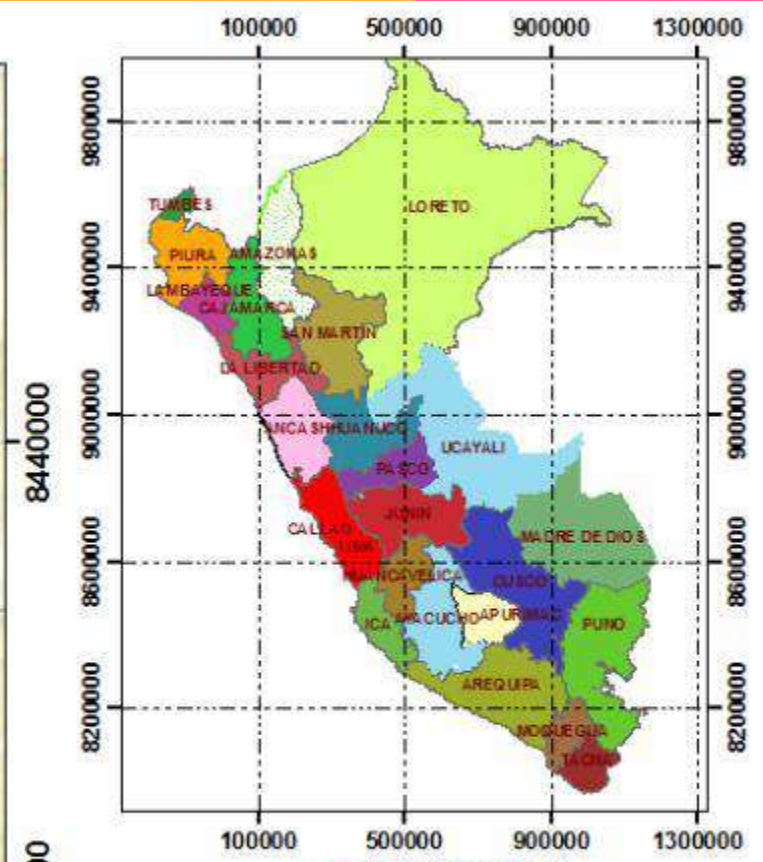 100000 500000 900000 1300000
9800000 9800000
TUMBES
LORETO
PIURA AMAZONAS
9400000 9400000
LAMBAYEQUE
CAJAMARCA
SAN MARTIN
LA LIBERTAD
9000000 9000000
ANCASH HUANUCO
8440000
UCAYALI
PASCO
JUNIN
CALLAO
MADRE DE DIOS
LIMA
8600000 8600000
HUANCAVELICA
CUSCO
ICA AYACUCHO APURIMAC PUNO
AREQUIPA
8200000 8200000
MOQUEGUA
TACNA
100000 500000 900000 1300000